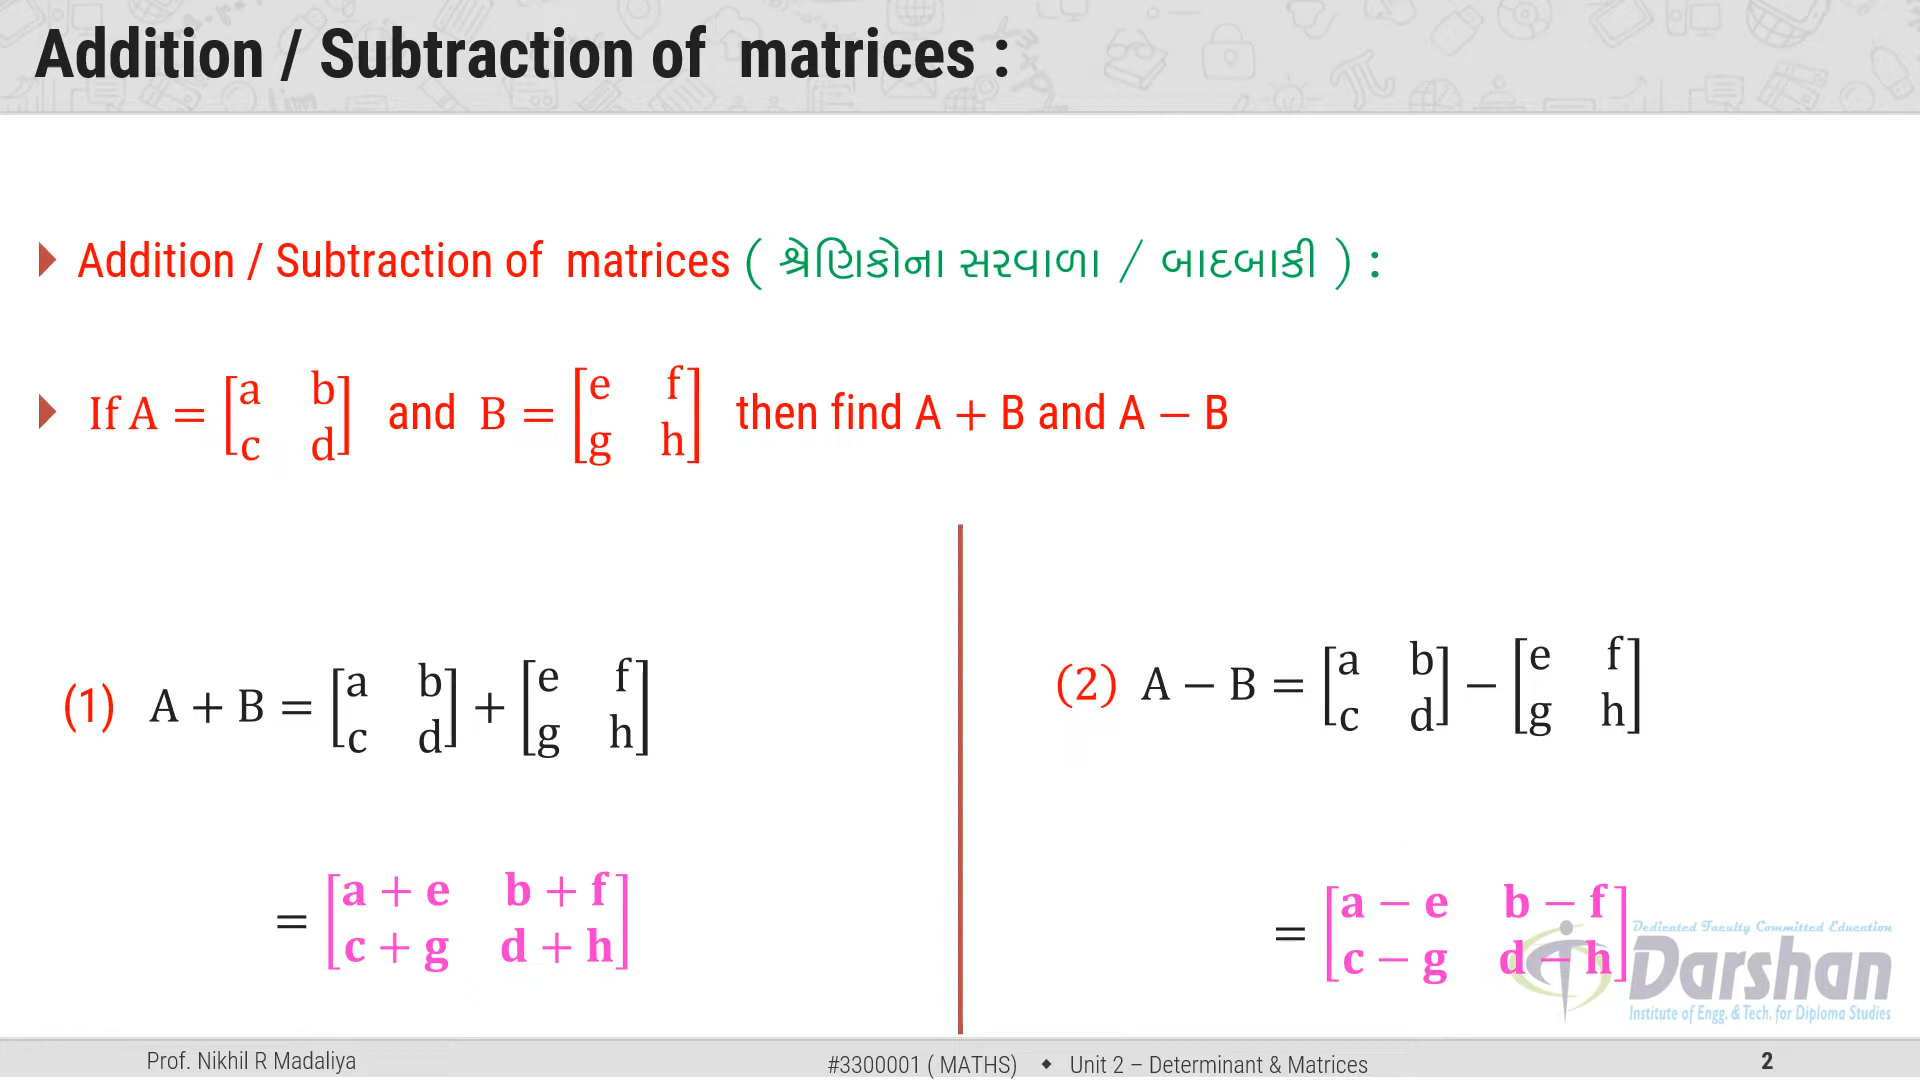 Addition / Subtraction of matrices :
Addition / Subtraction of matrices ( શ્રેણિકોના સરવાળા / બાદબાકી ) :
If A = [a b; c d] and B = [e f; g h] then find A + B and A − B
(1) A + B = [a b; c d] + [e f; g h]
= [a + e b + f; c + g d + h]
(2) A − B = [a b; c d] − [e f; g h]
= [a − e b − f; c − g d − h]
Dedicated Faculty Committed Education
Darshan
Institute of Engg. & Tech. for Diploma Studies
Prof. Nikhil R Madaliya
#3300001 ( MATHS) ◆ Unit 2 – Determinant & Matrices
2